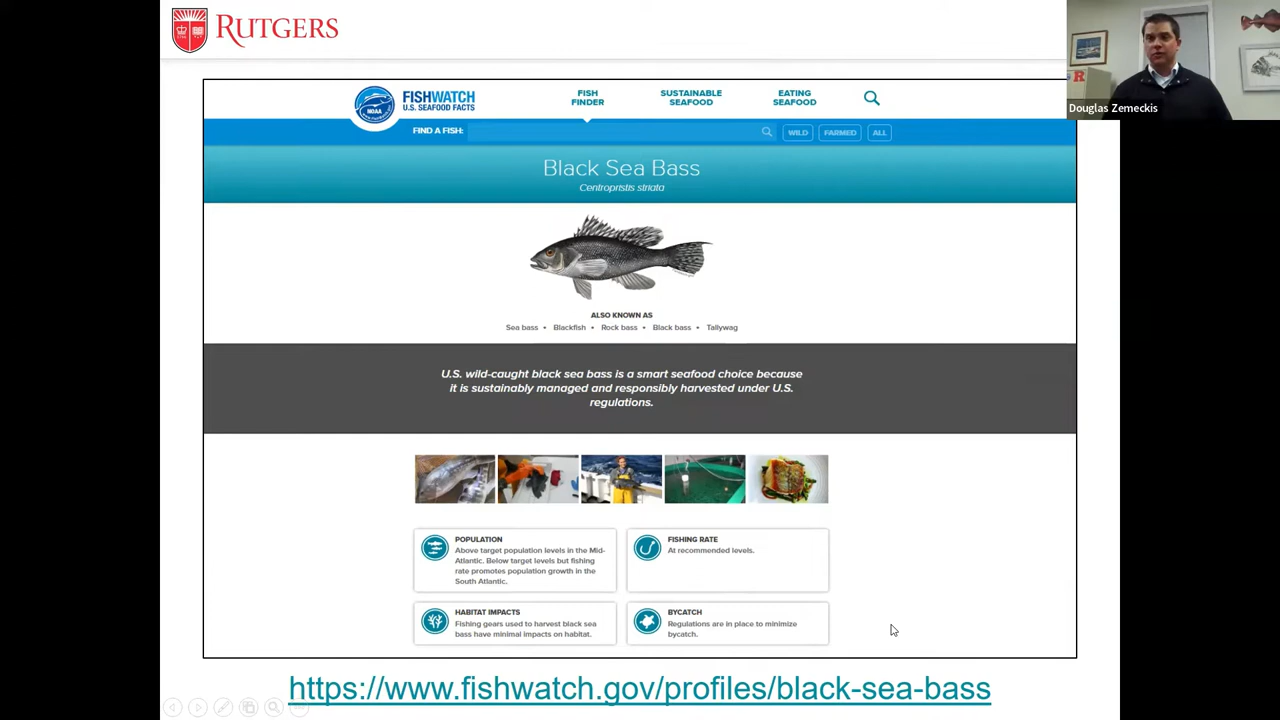 RUTGERS
R
Douglas Zemeckis
NOAA
FISHWATCH
U.S. SEAFOOD FACTS
FISH
FINDER
SUSTAINABLE
SEAFOOD
EATING
SEAFOOD
FIND A FISH:
WILD
FARMED
ALL
Black Sea Bass
Centropristis striata
ALSO KNOWN AS
Sea bass • Blackfish • Rock bass • Black bass • Tallywag
U.S. wild-caught black sea bass is a smart seafood choice because
it is sustainably managed and responsibly harvested under U.S.
regulations.
POPULATION
Above target population levels in the Mid-
Atlantic. Below target levels but fishing
rate promotes population growth in the
South Atlantic.
FISHING RATE
At recommended levels.
HABITAT IMPACTS
Fishing gears used to harvest black sea
bass have minimal impacts on habitat.
BYCATCH
Regulations are in place to minimize
bycatch.
https://www.fishwatch.gov/profiles/black-sea-bass